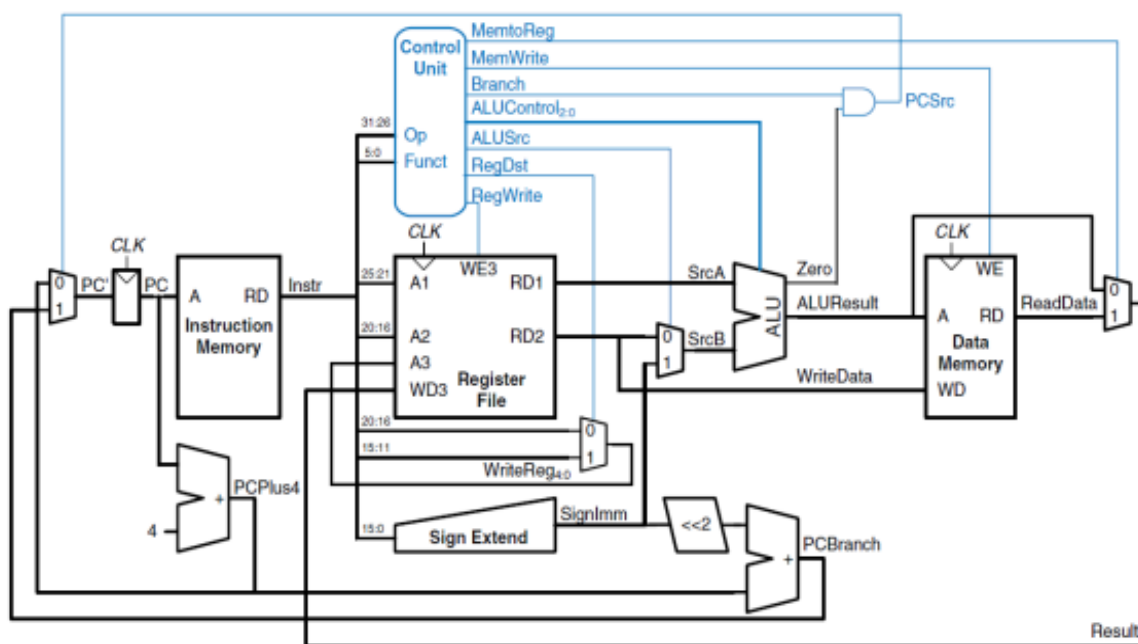 MemtoReg
Control Unit
MemWrite
Branch
PCSrc
ALUControl2:0
31:26
Op
ALUSrc
5:0
Funct
RegDst
RegWrite
CLK
CLK
CLK
0
1
PC'
PC
A RD
Instruction Memory
Instr
25:21
A1
WE3
RD1
SrcA
Zero
WE
0
1
20:16
A2
RD2
0
1
SrcB
ALU
ALUResult
A RD
ReadData
Data Memory
A3
WD3
Register File
WriteData
WD
20:16
0
15:11
1
WriteReg4:0
PCPlus4
+
4
SignImm
15:0
Sign Extend
<<2
PCBranch
+
Result